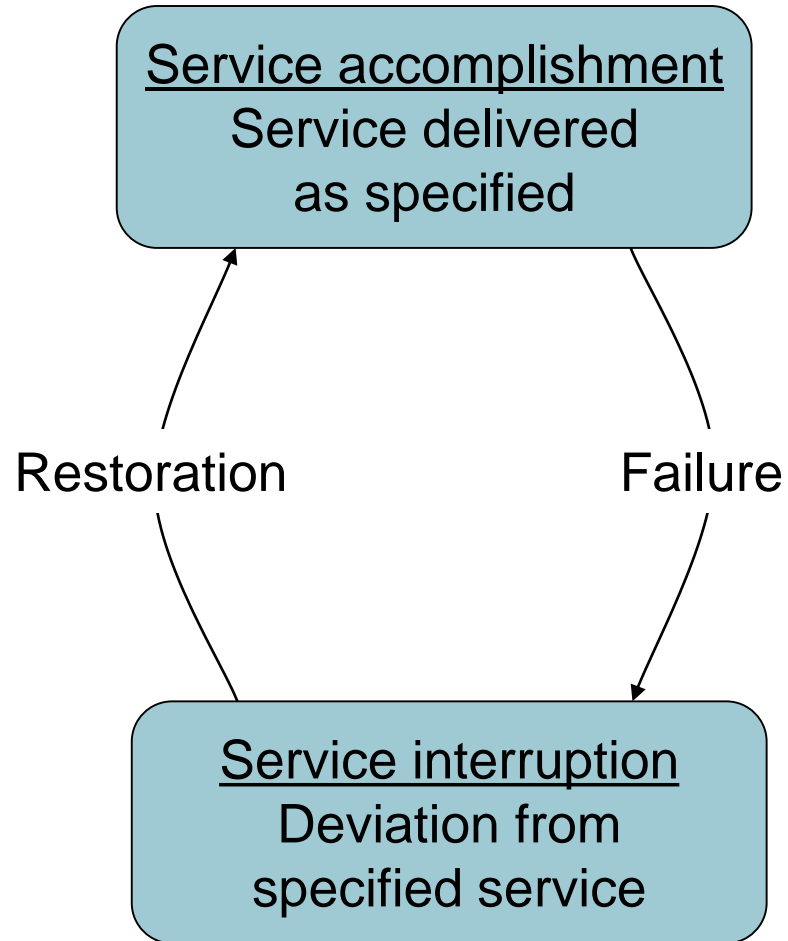 Service accomplishment
Service delivered
as specified
Restoration
Failure
Service interruption
Deviation from
specified service